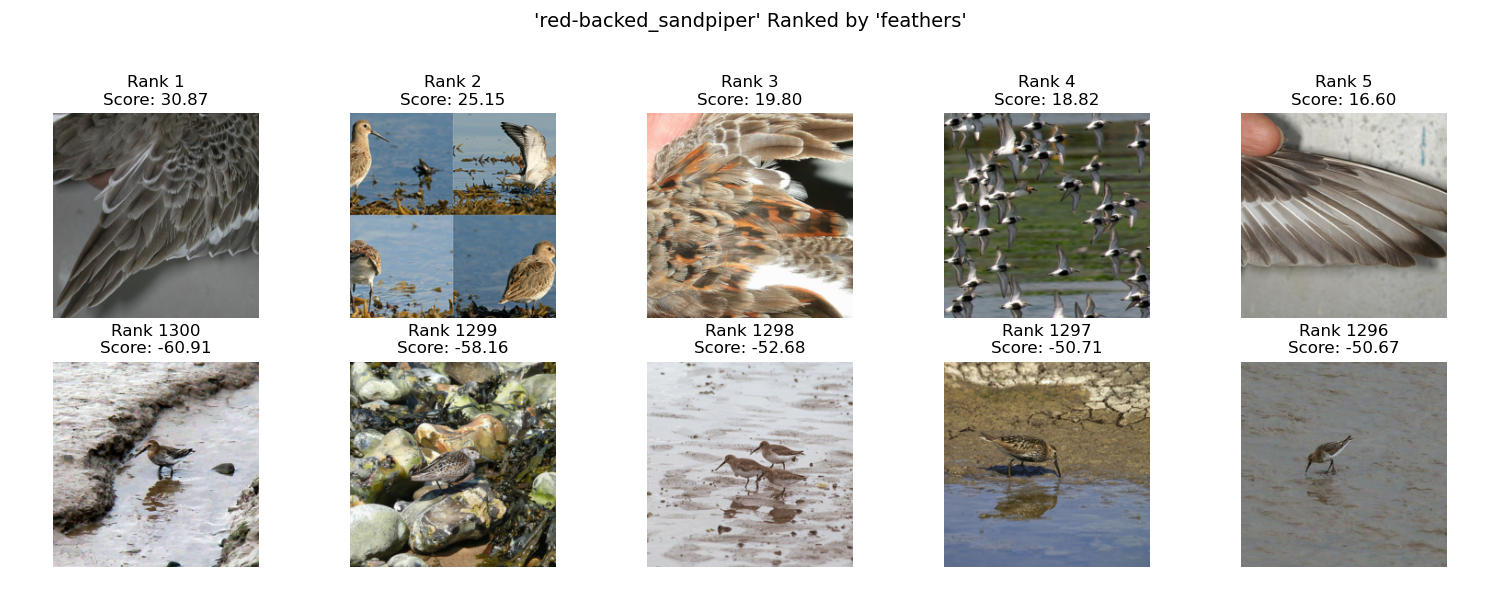 'red-backed_sandpiper' Ranked by 'feathers'
Rank 1
Score: 30.87
Rank 2
Score: 25.15
Rank 3
Score: 19.80
Rank 4
Score: 18.82
Rank 5
Score: 16.60
Rank 1300
Score: -60.91
Rank 1299
Score: -58.16
Rank 1298
Score: -52.68
Rank 1297
Score: -50.71
Rank 1296
Score: -50.67